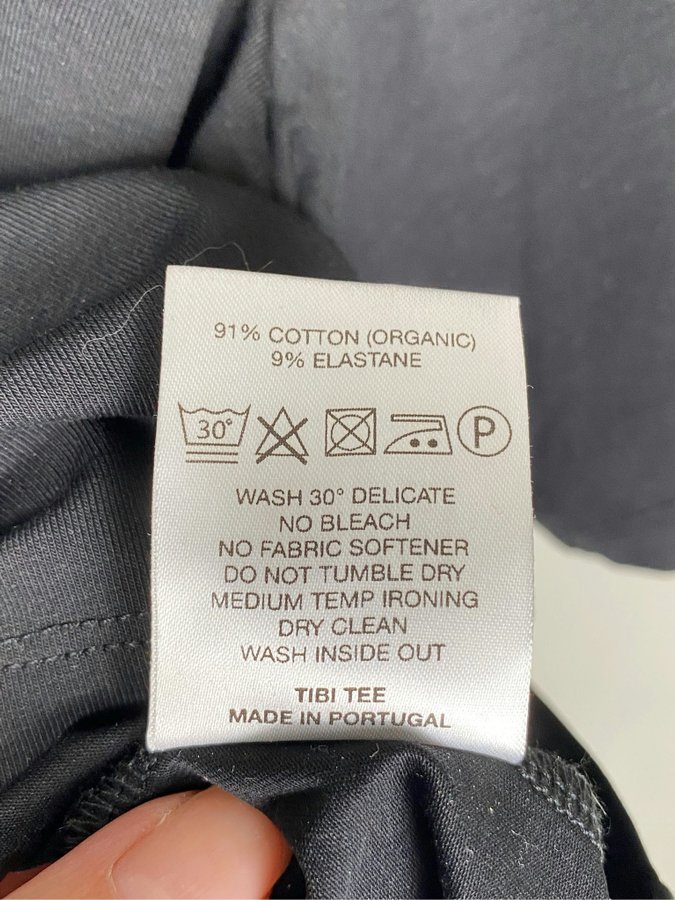 91% COTTON (ORGANIC)
9% ELASTANE
30° P
WASH 30° DELICATE
NO BLEACH
NO FABRIC SOFTENER
DO NOT TUMBLE DRY
MEDIUM TEMP IRONING
DRY CLEAN
WASH INSIDE OUT
TIBI TEE
MADE IN PORTUGAL